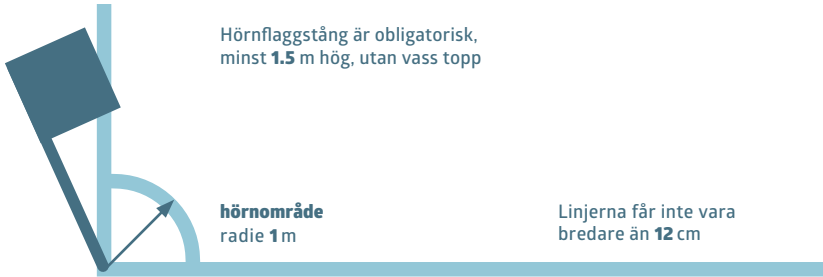 Hörnflaggstång är obligatorisk,
minst 1.5 m hög, utan vass topp
hörnområde
radie 1 m
Linjerna får inte vara
bredare än 12 cm